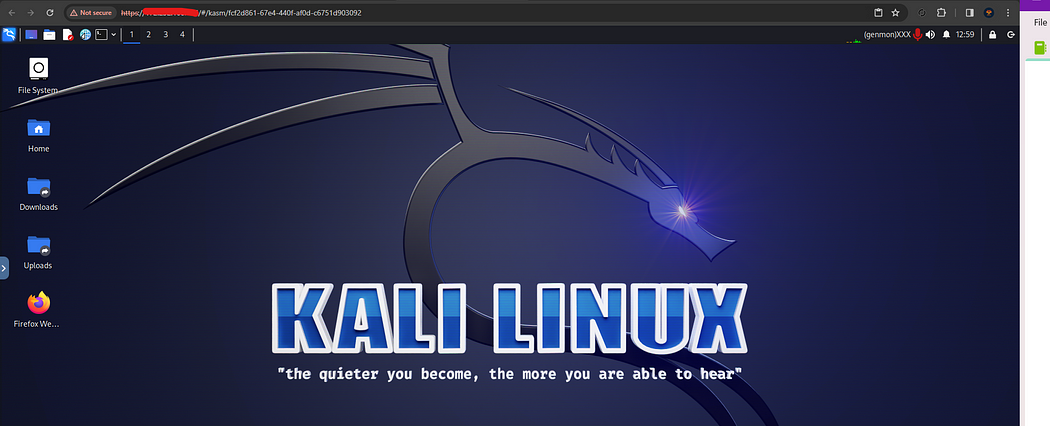 Not secure https:// /#/kasm/fcf2d861-67e4-440f-af0d-c6751d903092
File
1 2 3 4 (genmon)XXX 12:59
File System
Home
Downloads
Uploads
Firefox We...
KALI LINUX
"the quieter you become, the more you are able to hear"